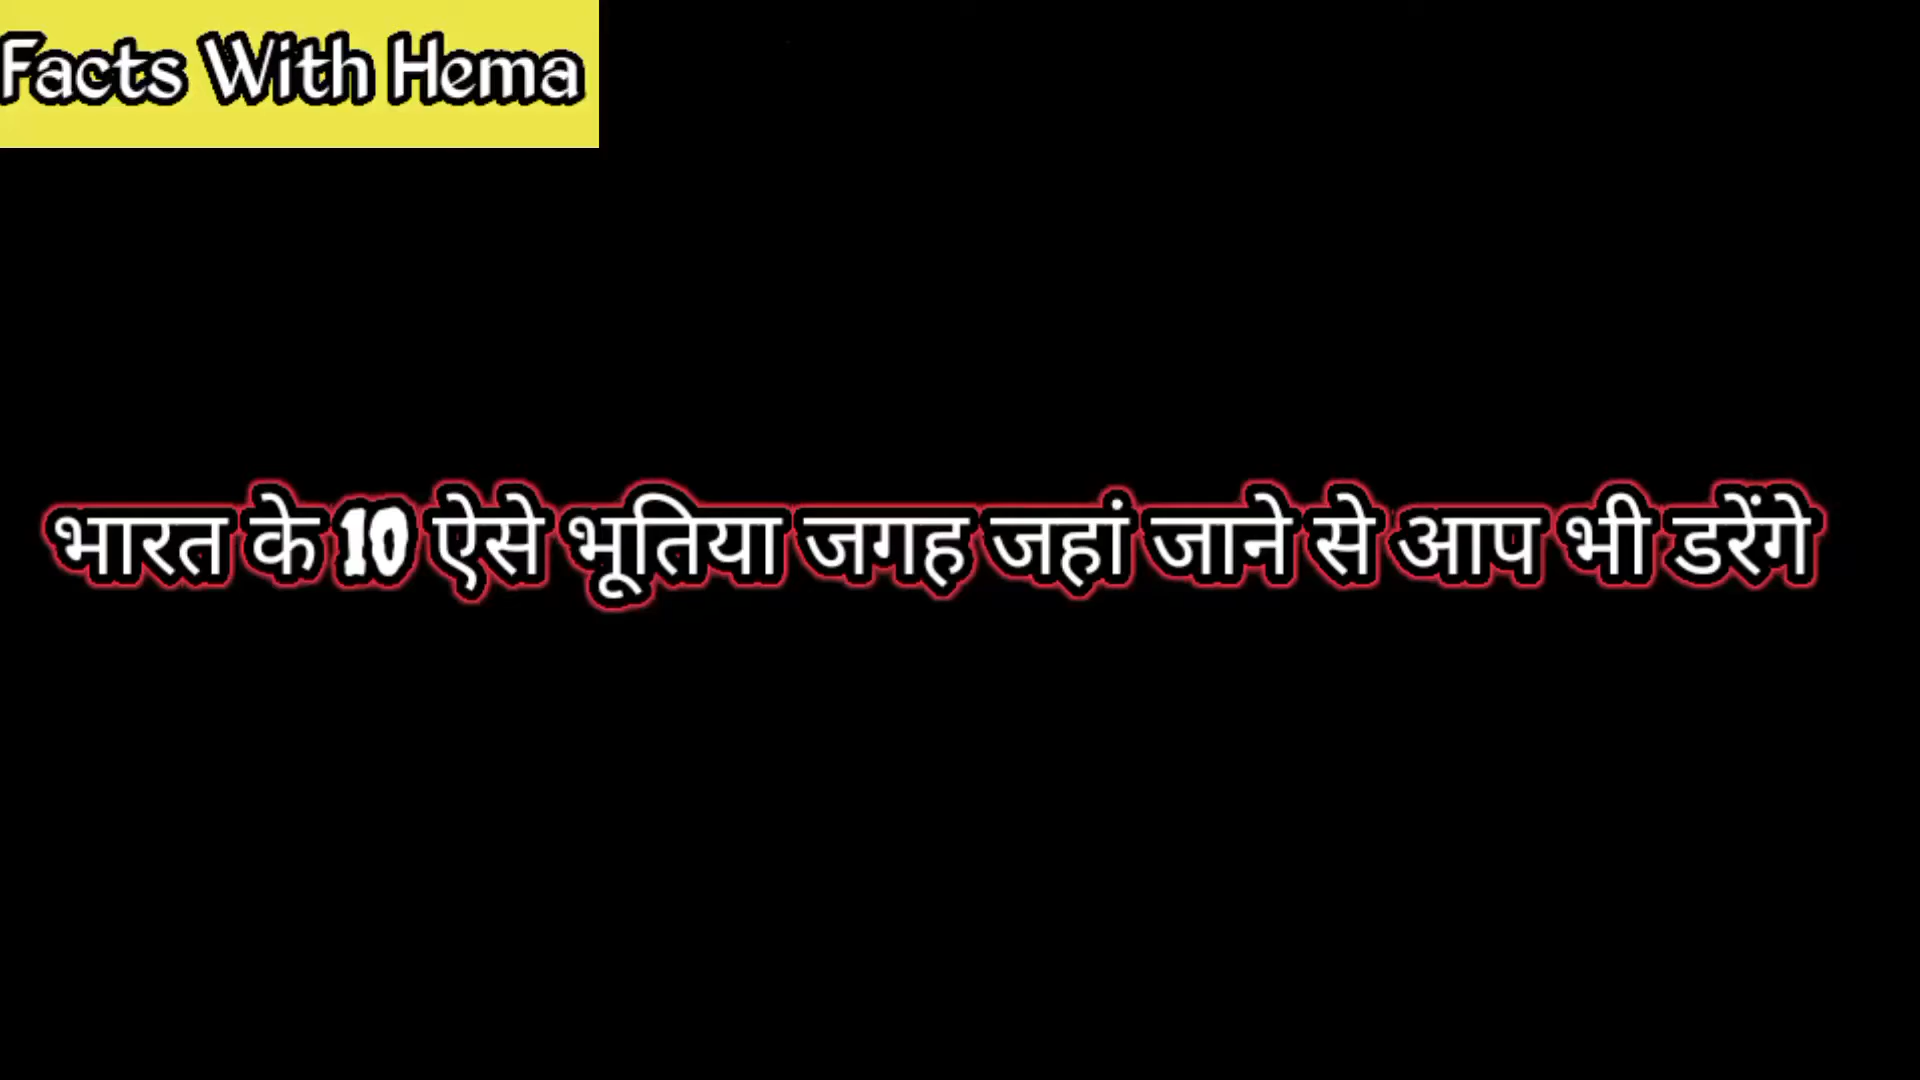 Facts With Hema
भारत के 10 ऐसे भूतिया जगह जहां जाने से आप भी डरेंगे